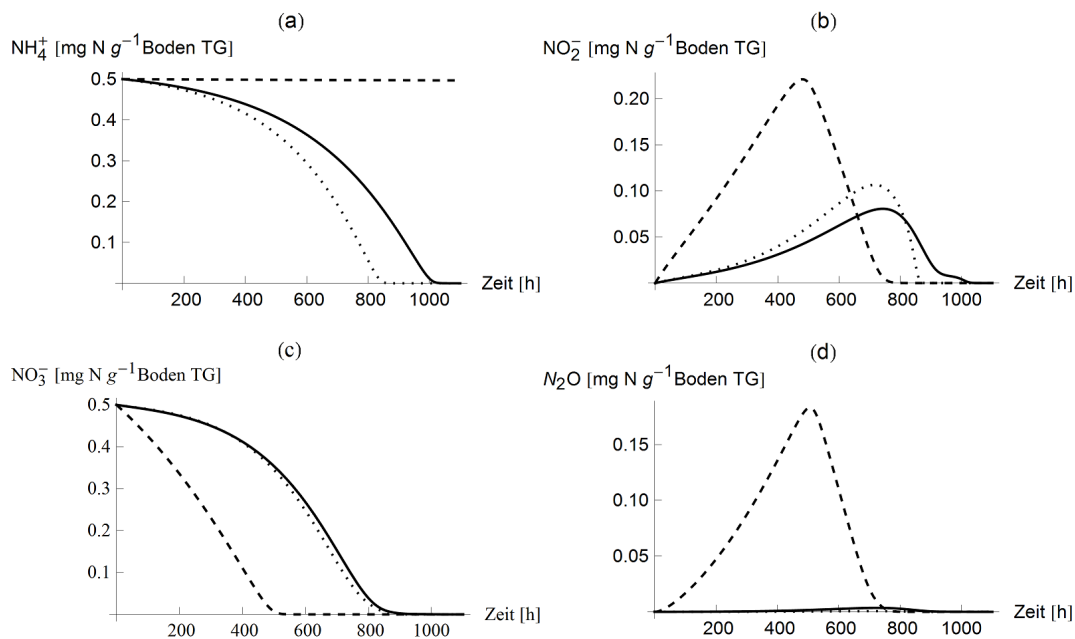 (a)
NH₄⁺ [mg N g⁻¹Boden TG]
0.5
0.4
0.3
0.2
0.1
200 400 600 800 1000 Zeit [h]
(b)
NO₂⁻ [mg N g⁻¹Boden TG]
0.20
0.15
0.10
0.05
200 400 600 800 1000 Zeit [h]
(c)
NO₃⁻ [mg N g⁻¹Boden TG]
0.5
0.4
0.3
0.2
0.1
200 400 600 800 1000 Zeit [h]
(d)
N₂O [mg N g⁻¹Boden TG]
0.15
0.10
0.05
200 400 600 800 1000 Zeit [h]